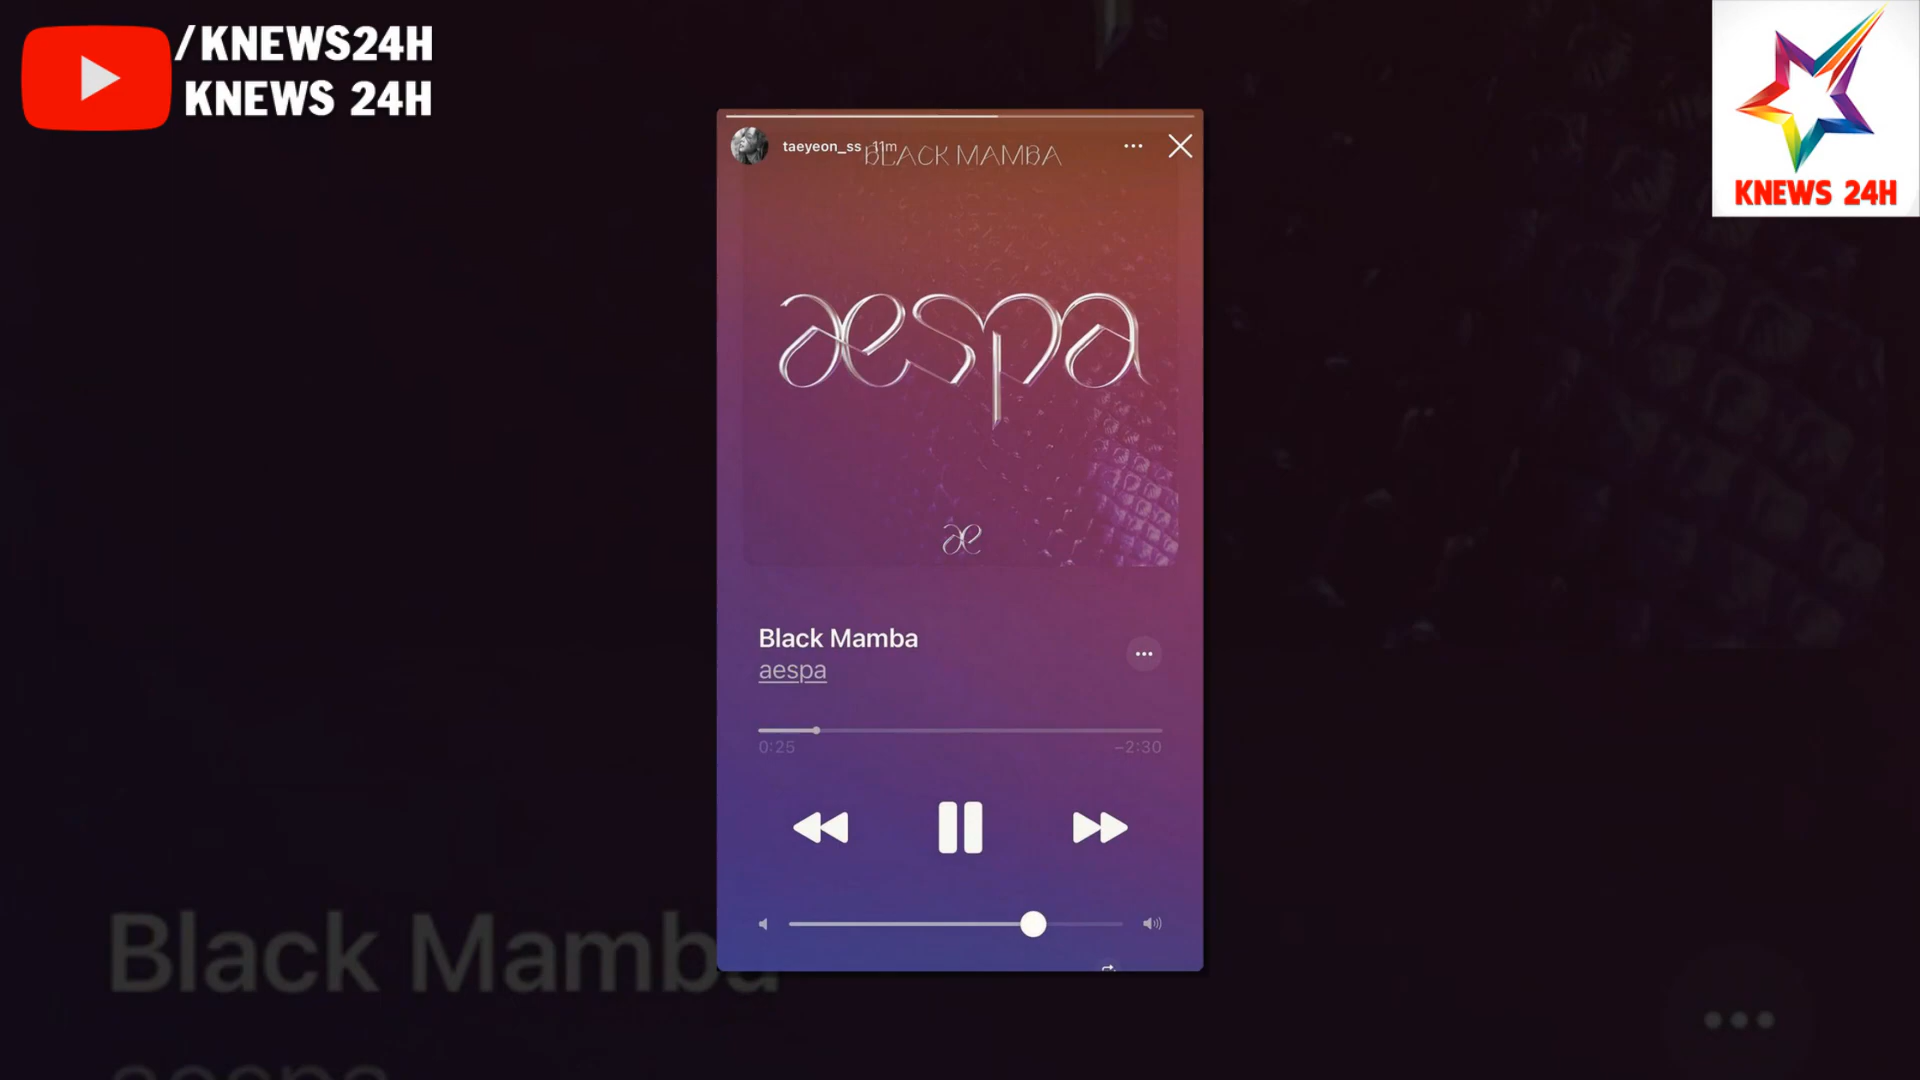 /KNEWS24H
KNEWS 24H
KNEWS 24H
taeyeon_ss 11m
BLACK MAMBA
aespa
æ
Black Mamba
aespa
0:25
-2:30
Black Mamba
aespa